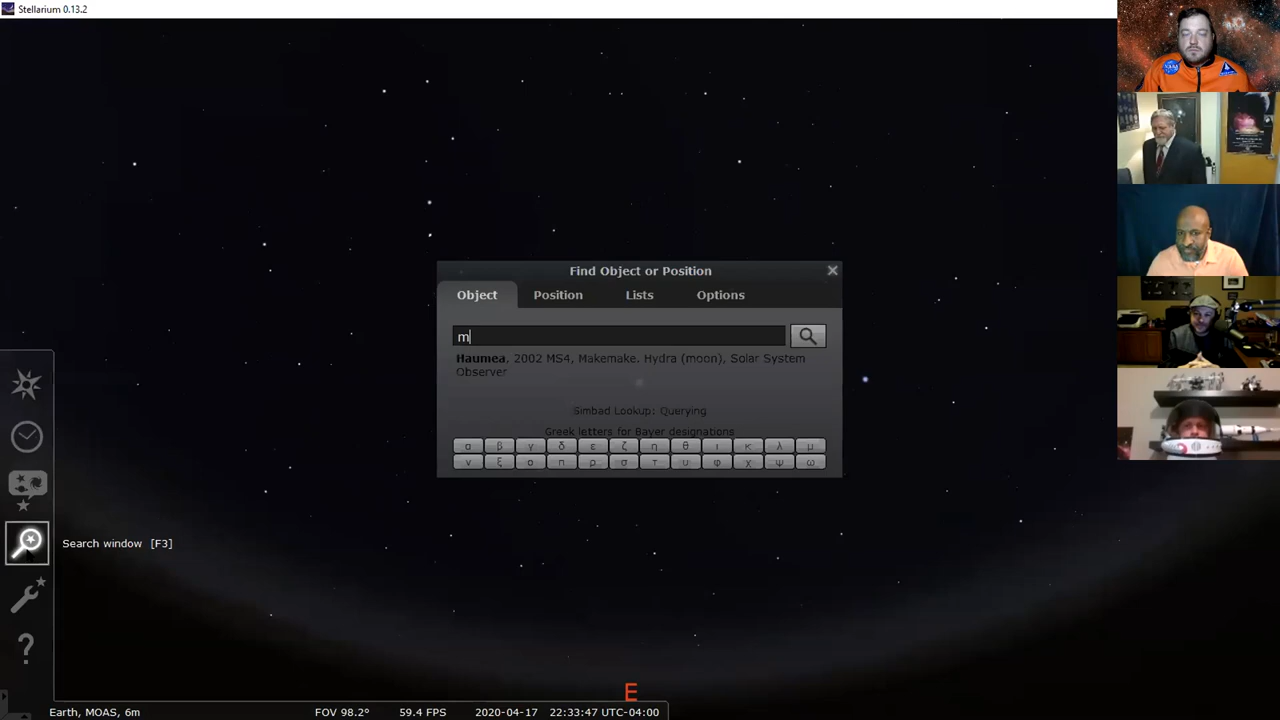 Stellarium 0.13.2
NASA
Find Object or Position
Object Position Lists Options
m
Haumea, 2002 MS4, Makemake. Hydra (moon), Solar System
Observer
Simbad Lookup: Querying
Greek letters for Bayer designations
α β γ δ ε ζ η θ ι κ λ μ
ν ξ ο π ρ σ τ υ φ χ ψ ω
Search window [F3]
E
Earth, MOAS, 6m FOV 98.2° 59.4 FPS 2020-04-17 22:33:47 UTC-04:00